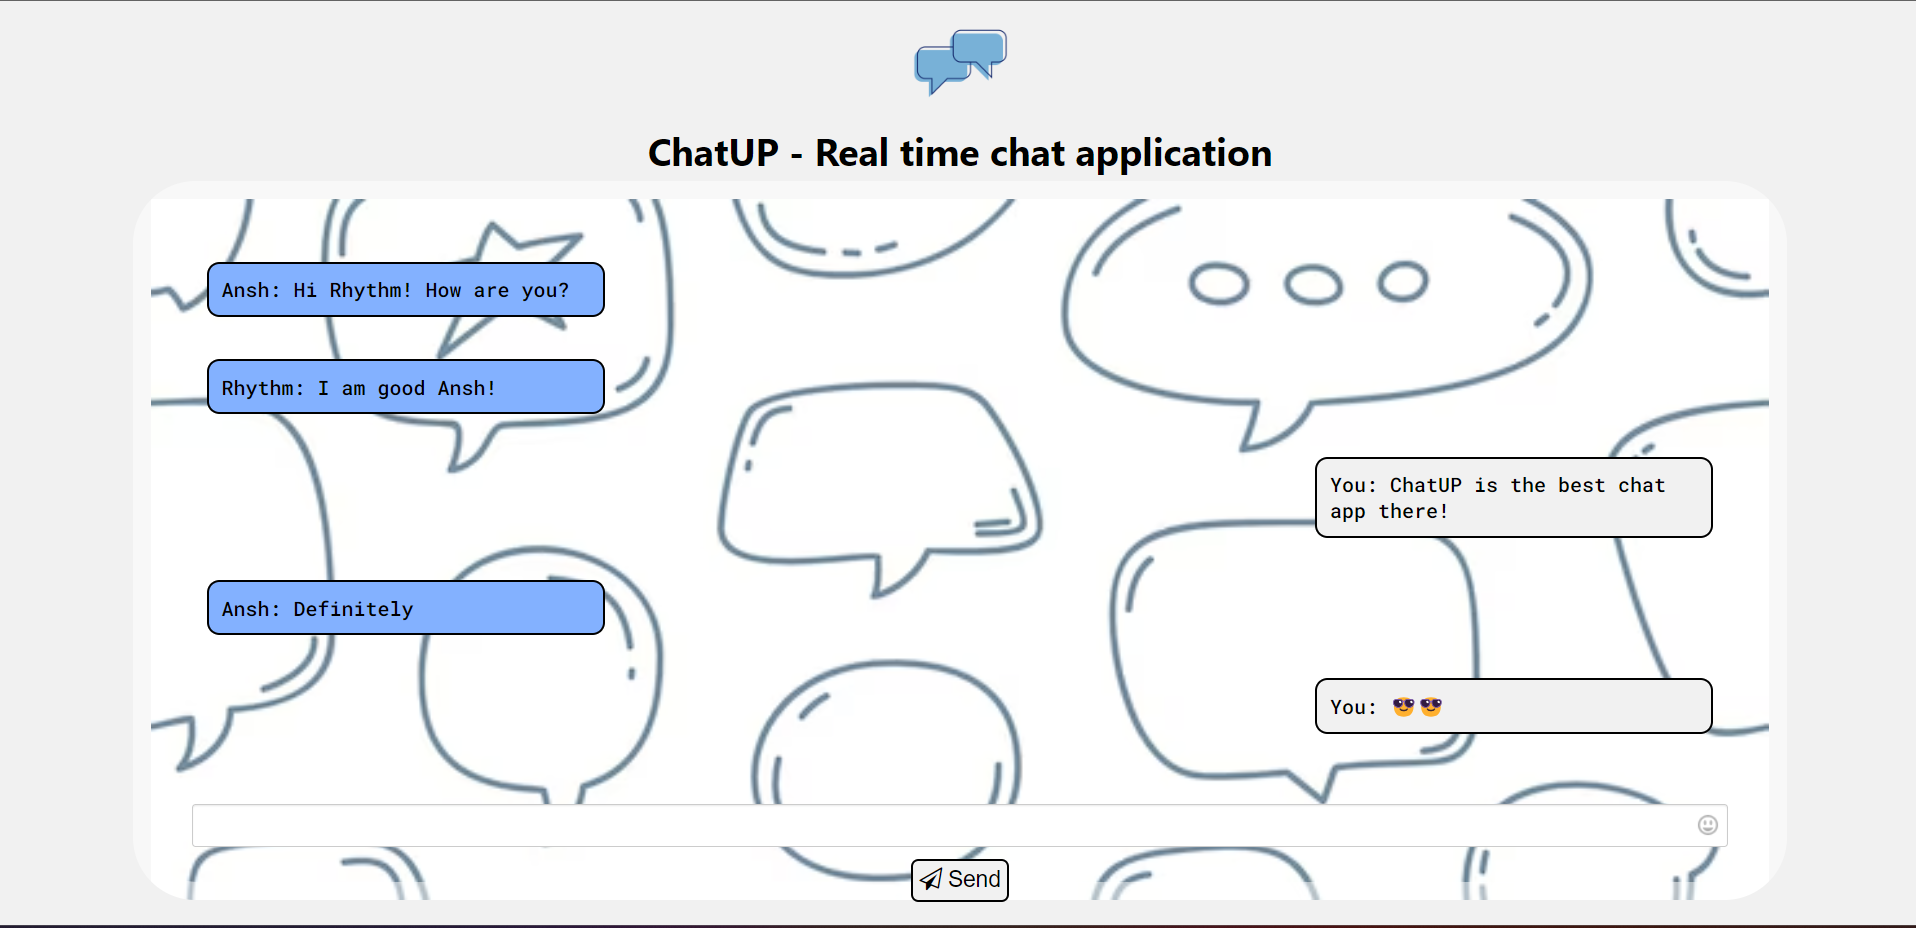 ChatUP - Real time chat application
Ansh: Hi Rhythm! How are you?
Rhythm: I am good Ansh!
You: ChatUP is the best chat
app there!
Ansh: Definitely
You: 😎😎
Send